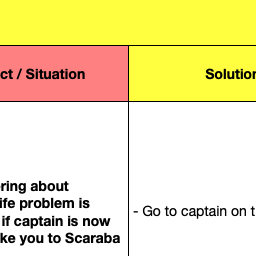 ct / Situation
Solution
ring about
ife problem is
if captain is now
ke you to Scaraba
- Go to captain on t